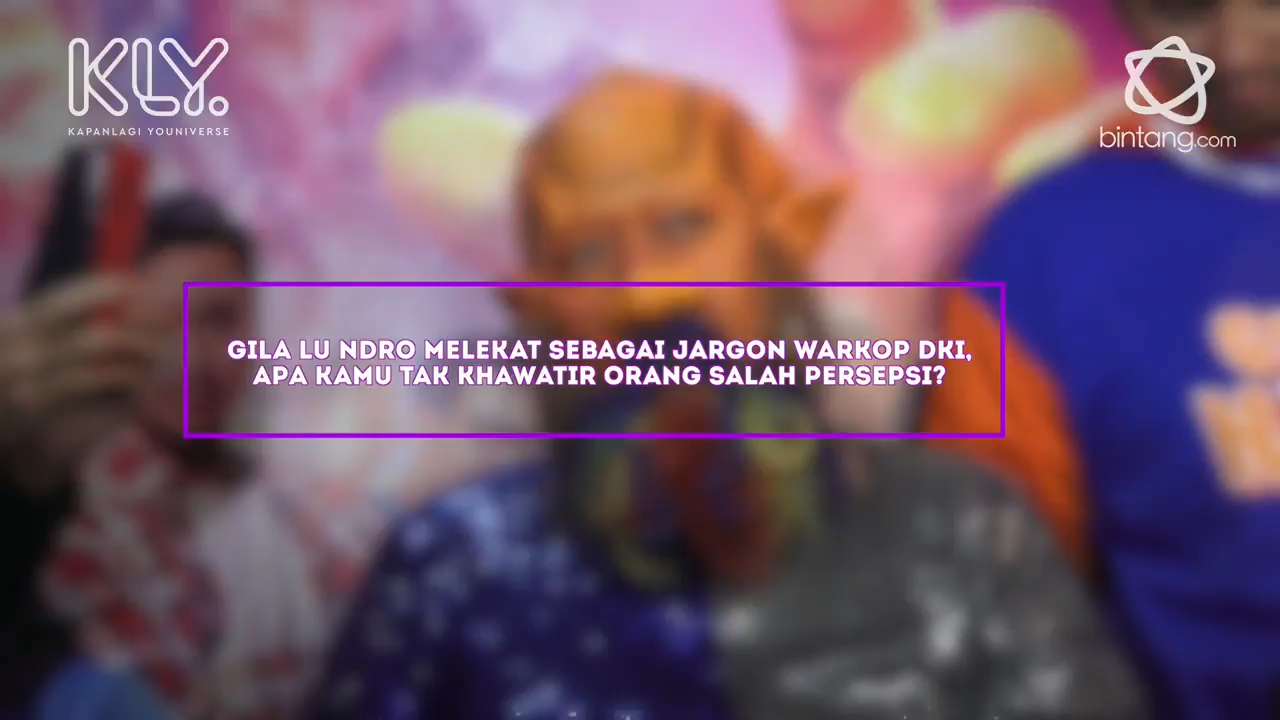 KLY.
KAPANLAGI YOUNIVERSE
bintang.com
GILA LU NDRO MELEKAT SEBAGAI JARGON WARKOP DKI,
APA KAMU TAK KHAWATIR ORANG SALAH PERSEPSI?